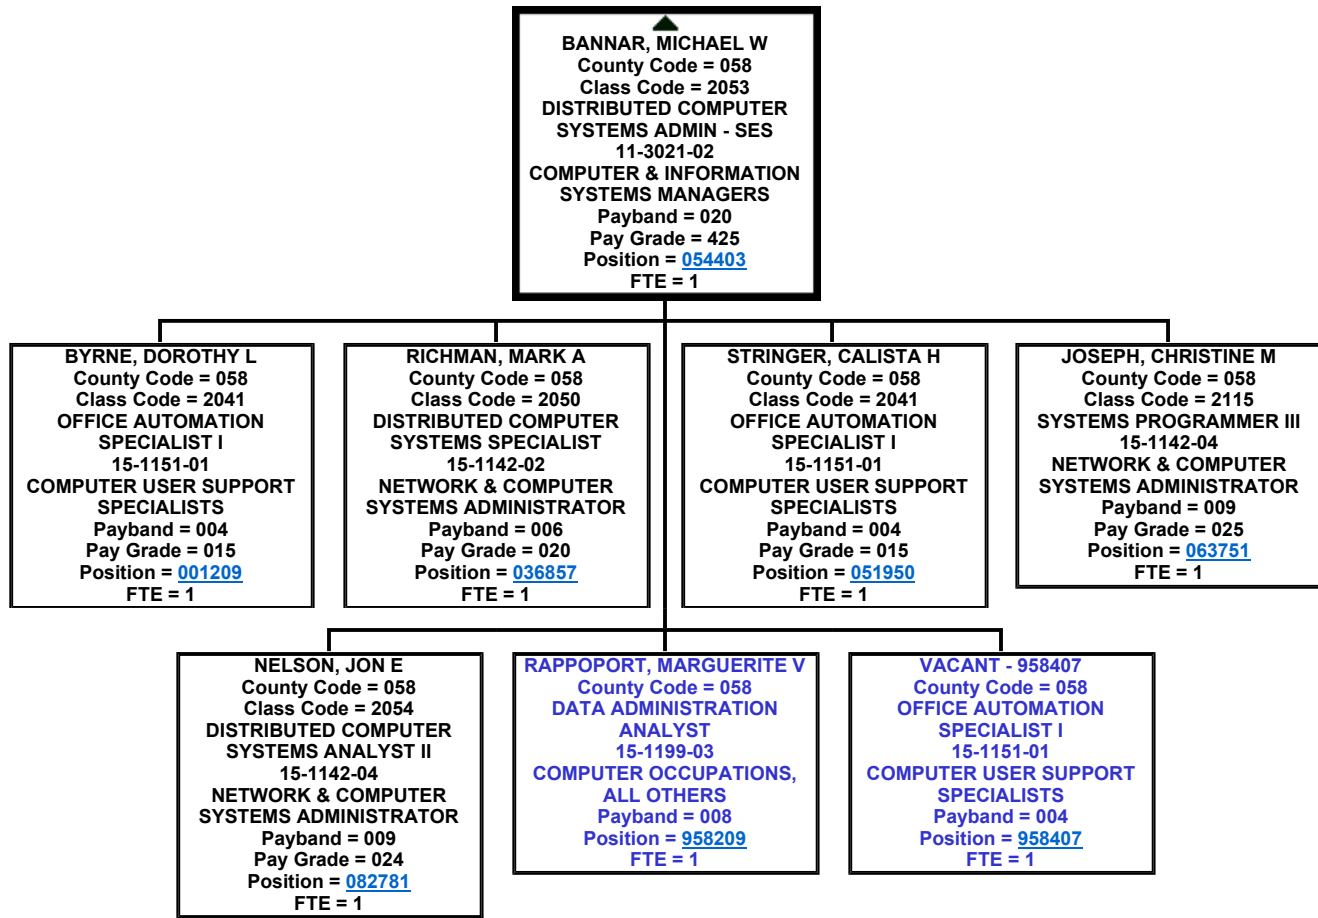 BANNAR, MICHAEL W
County Code = 058
Class Code = 2053
DISTRIBUTED COMPUTER
SYSTEMS ADMIN - SES
11-3021-02
COMPUTER & INFORMATION
SYSTEMS MANAGERS
Payband = 020
Pay Grade = 425
Position = 054403
FTE = 1
BYRNE, DOROTHY L
County Code = 058
Class Code = 2041
OFFICE AUTOMATION
SPECIALIST I
15-1151-01
COMPUTER USER SUPPORT
SPECIALISTS
Payband = 004
Pay Grade = 015
Position = 001209
FTE = 1
RICHMAN, MARK A
County Code = 058
Class Code = 2050
DISTRIBUTED COMPUTER
SYSTEMS SPECIALIST
15-1142-02
NETWORK & COMPUTER
SYSTEMS ADMINISTRATOR
Payband = 006
Pay Grade = 020
Position = 036857
FTE = 1
STRINGER, CALISTA H
County Code = 058
Class Code = 2041
OFFICE AUTOMATION
SPECIALIST I
15-1151-01
COMPUTER USER SUPPORT
SPECIALISTS
Payband = 004
Pay Grade = 015
Position = 051950
FTE = 1
JOSEPH, CHRISTINE M
County Code = 058
Class Code = 2115
SYSTEMS PROGRAMMER III
15-1142-04
NETWORK & COMPUTER
SYSTEMS ADMINISTRATOR
Payband = 009
Pay Grade = 025
Position = 063751
FTE = 1
NELSON, JON E
County Code = 058
Class Code = 2054
DISTRIBUTED COMPUTER
SYSTEMS ANALYST II
15-1142-04
NETWORK & COMPUTER
SYSTEMS ADMINISTRATOR
Payband = 009
Pay Grade = 024
Position = 082781
FTE = 1
RAPPOPORT, MARGUERITE V
County Code = 058
DATA ADMINISTRATION
ANALYST
15-1199-03
COMPUTER OCCUPATIONS,
ALL OTHERS
Payband = 008
Position = 958209
FTE = 1
VACANT - 958407
County Code = 058
OFFICE AUTOMATION
SPECIALIST I
15-1151-01
COMPUTER USER SUPPORT
SPECIALISTS
Payband = 004
Position = 958407
FTE = 1